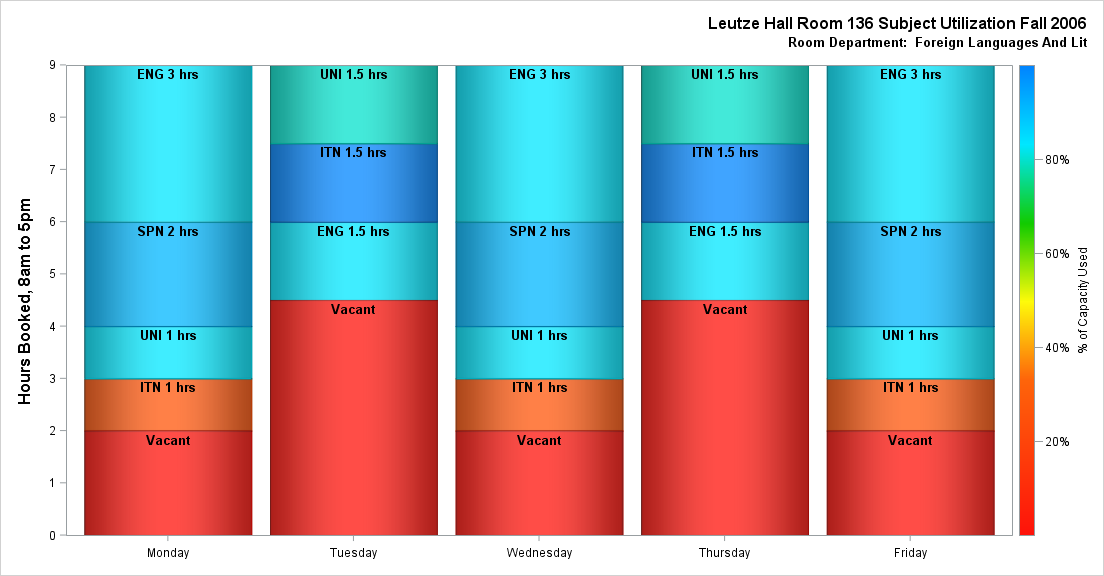 Leutze Hall Room 136 Subject Utilization Fall 2006
Room Department: Foreign Languages And Lit
Hours Booked, 8am to 5pm
9
8
7
6
5
4
3
2
1
0
ENG 3 hrs
SPN 2 hrs
UNI 1 hrs
ITN 1 hrs
Vacant
UNI 1.5 hrs
ITN 1.5 hrs
ENG 1.5 hrs
Vacant
ENG 3 hrs
SPN 2 hrs
UNI 1 hrs
ITN 1 hrs
Vacant
UNI 1.5 hrs
ITN 1.5 hrs
ENG 1.5 hrs
Vacant
ENG 3 hrs
SPN 2 hrs
UNI 1 hrs
ITN 1 hrs
Vacant
Monday
Tuesday
Wednesday
Thursday
Friday
80%
60%
40%
20%
% of Capacity Used